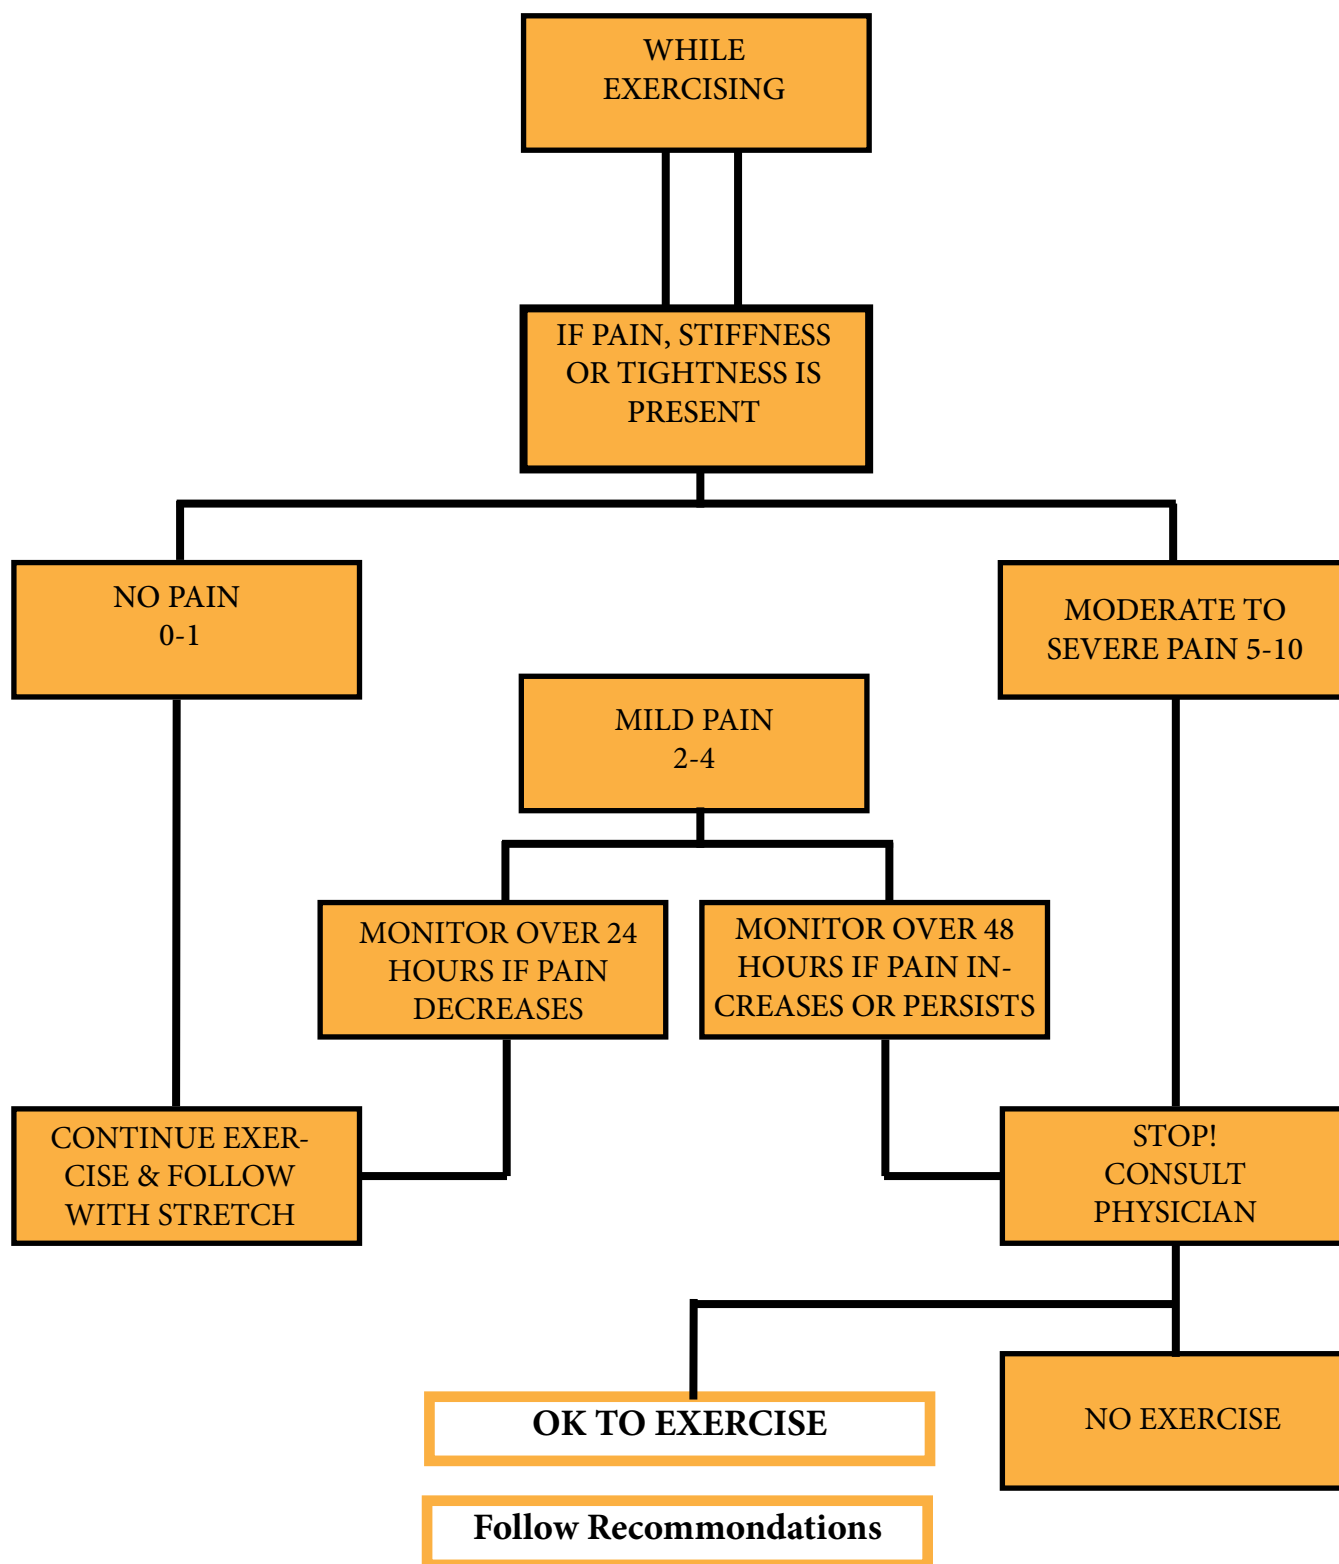 WHILE
EXERCISING
IF PAIN, STIFFNESS
OR TIGHTNESS IS
PRESENT
NO PAIN
0-1
MODERATE TO
SEVERE PAIN 5-10
MILD PAIN
2-4
MONITOR OVER 24
HOURS IF PAIN
DECREASES
MONITOR OVER 48
HOURS IF PAIN IN-
CREASES OR PERSISTS
CONTINUE EXER-
CISE & FOLLOW
WITH STRETCH
STOP!
CONSULT
PHYSICIAN
OK TO EXERCISE
NO EXERCISE
Follow Recommondations